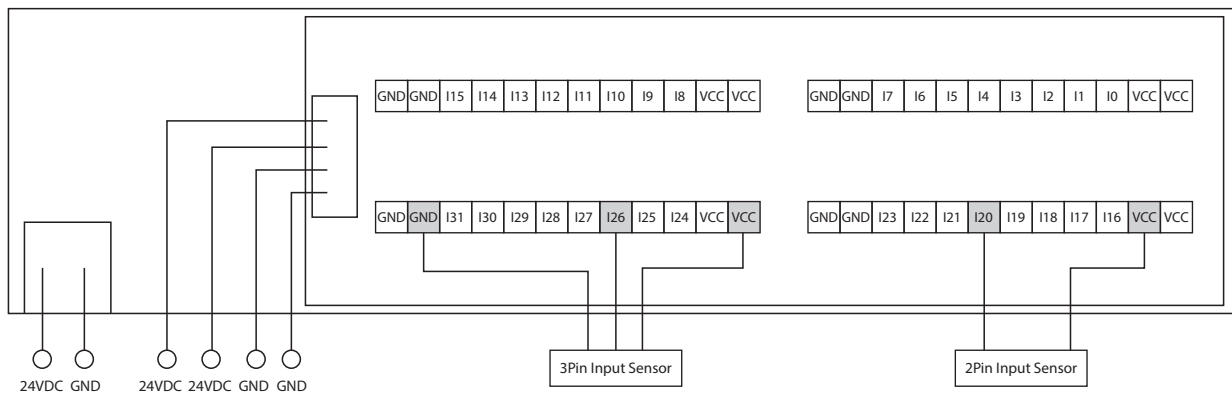 GND GND I15 I14 I13 I12 I11 I10 I9 I8 VCC VCC
GND GND I7 I6 I5 I4 I3 I2 I1 I0 VCC VCC
GND GND I31 I30 I29 I28 I27 I26 I25 I24 VCC VCC
GND GND I23 I22 I21 I20 I19 I18 I17 I16 VCC VCC
3Pin Input Sensor
2Pin Input Sensor
24VDC GND
24VDC 24VDC GND GND